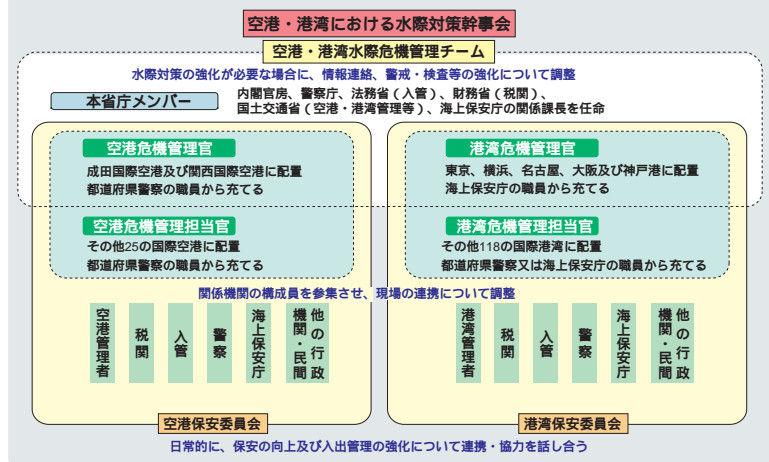 空港・港湾における水際対策幹事会
空港・港湾水際危機管理チーム
水際対策の強化が必要な場合に、情報連絡、警戒・検査等の強化について調整
本省庁メンバー
内閣官房、警察庁、法務省（入管）、財務省（税関）、
国土交通省（空港・港湾管理等）、海上保安庁の関係課長を任命
空港危機管理官
成田国際空港及び関西国際空港に配置
都道府県警察の職員から充てる
空港危機管理担当官
その他25の国際空港に配置
都道府県警察の職員から充てる
港湾危機管理官
東京、横浜、名古屋、大阪及び神戸港に配置
海上保安庁の職員から充てる
港湾危機管理担当官
その他118の国際港湾に配置
都道府県警察又は海上保安庁の職員から充てる
関係機関の構成員を参集させ、現場の連携について調整
空港管理者
税関
入管
警察
海上保安庁
他の行政
機関・民間
港湾管理者
税関
入管
警察
海上保安庁
他の行政
機関・民間
空港保安委員会
港湾保安委員会
日常的に、保安の向上及び入出管理の強化について連携・協力を話し合う